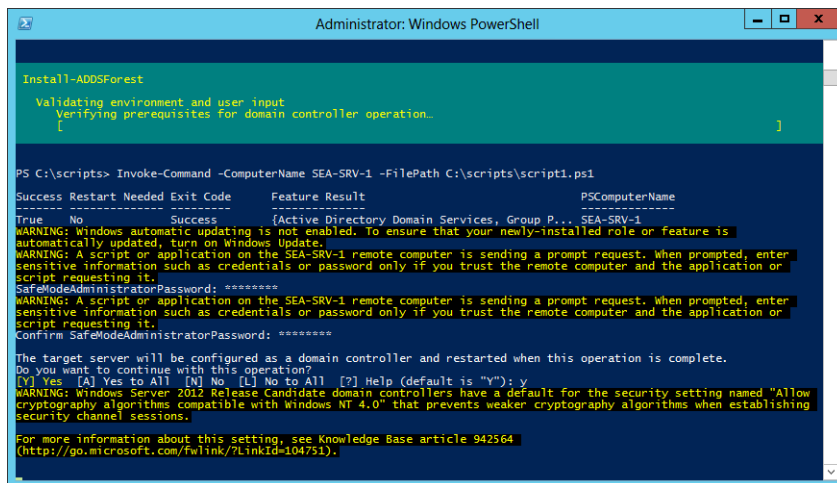 Administrator: Windows PowerShell
Install-ADDSForest
Validating environment and user input
Verifying prerequisites for domain controller operation…
[ ]
PS C:\scripts> Invoke-Command -ComputerName SEA-SRV-1 -FilePath C:\scripts\script1.ps1
Success Restart Needed Exit Code Feature Result PSComputerName
------- -------------- --------- -------------- --------------
True No Success {Active Directory Domain Services, Group P... SEA-SRV-1
WARNING: Windows automatic updating is not enabled. To ensure that your newly-installed role or feature is
automatically updated, turn on Windows Update.
WARNING: A script or application on the SEA-SRV-1 remote computer is sending a prompt request. When prompted, enter
sensitive information such as credentials or password only if you trust the remote computer and the application or
script requesting it.
SafeModeAdministratorPassword: ********
WARNING: A script or application on the SEA-SRV-1 remote computer is sending a prompt request. When prompted, enter
sensitive information such as credentials or password only if you trust the remote computer and the application or
script requesting it.
Confirm SafeModeAdministratorPassword: ********
The target server will be configured as a domain controller and restarted when this operation is complete.
Do you want to continue with this operation?
[Y] Yes [A] Yes to All [N] No [L] No to All [?] Help (default is "Y"): y
WARNING: Windows Server 2012 Release Candidate domain controllers have a default for the security setting named "Allow
cryptography algorithms compatible with Windows NT 4.0" that prevents weaker cryptography algorithms when establishing
security channel sessions.
For more information about this setting, see Knowledge Base article 942564
(http://go.microsoft.com/fwlink/?LinkId=104751).